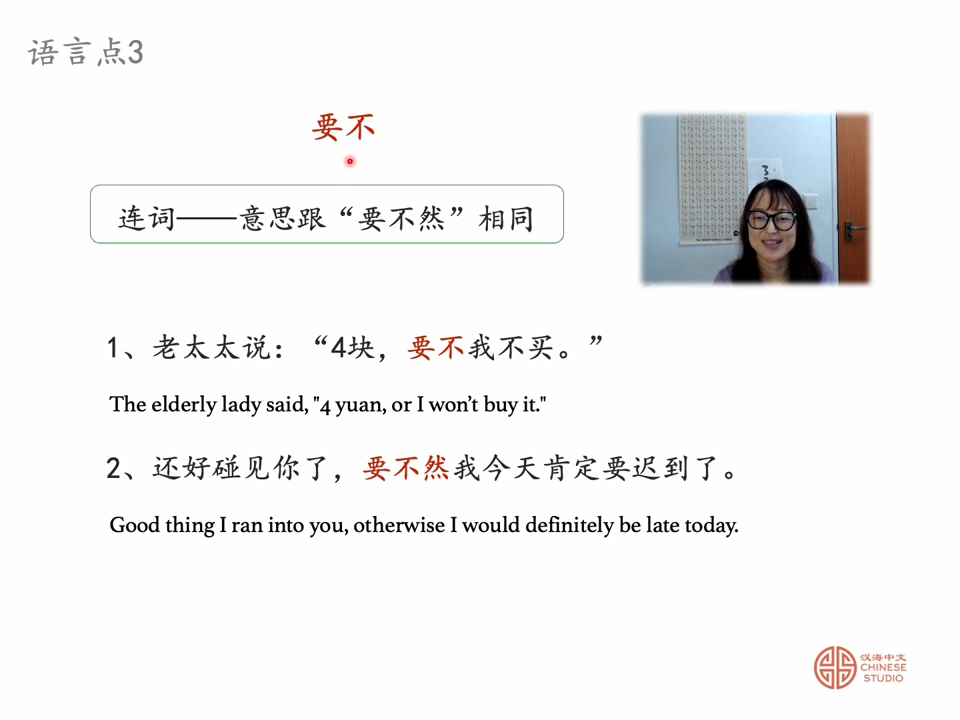 语言点3
要不
连词——意思跟“要不然”相同
1、老太太说：“4块，要不我不买。”
The elderly lady said, "4 yuan, or I won’t buy it."
2、还好碰见你了，要不然我今天肯定要迟到了。
Good thing I ran into you, otherwise I would definitely be late today.
汉海中文
CHINESE
STUDIO